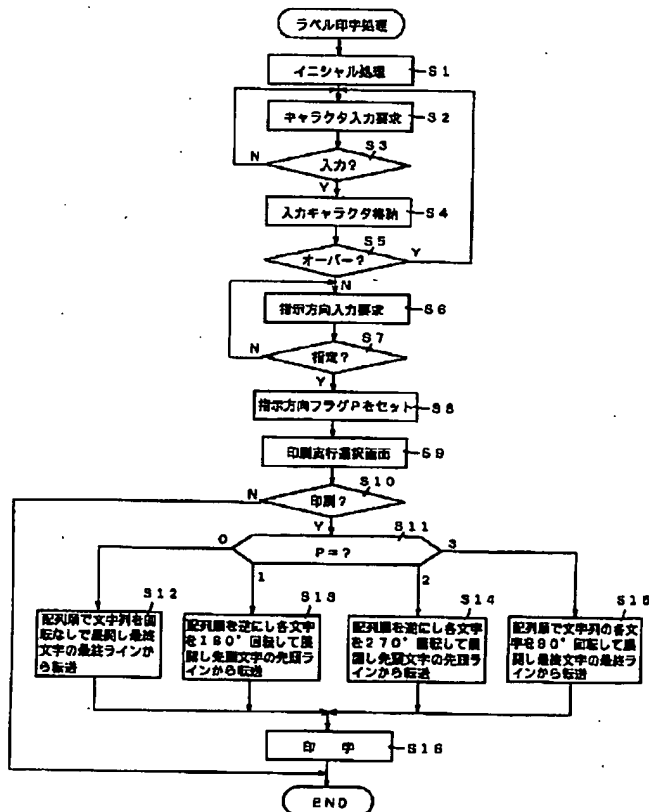 ラベル印字処理
イニシャル処理 S1
キャラクタ入力要求 S2
S3
N 入力?
Y
入力キャラクタ格納 S4
S5
オーバー? Y
N
指示方向入力要求 S6
S7
N 指定?
Y
指示方向フラグPをセット S8
印刷実行選択画面 S9
S10
N 印刷?
Y S11
0 P=? 3
1 2
S12 S13 S14 S15
配列順で文字列を回
転なしで展開し最終
文字の最終ラインか
ら転送
配列順を逆にし各文字
を180°回転して展
開し先頭文字の先頭ラ
インから転送
配列順を逆にし各文字
を270°回転して展
開し先頭文字の先頭ラ
インから転送
配列順で文字列の各文
字を90°回転して展
開し最終文字の最終ラ
インから転送
印 字 S16
END